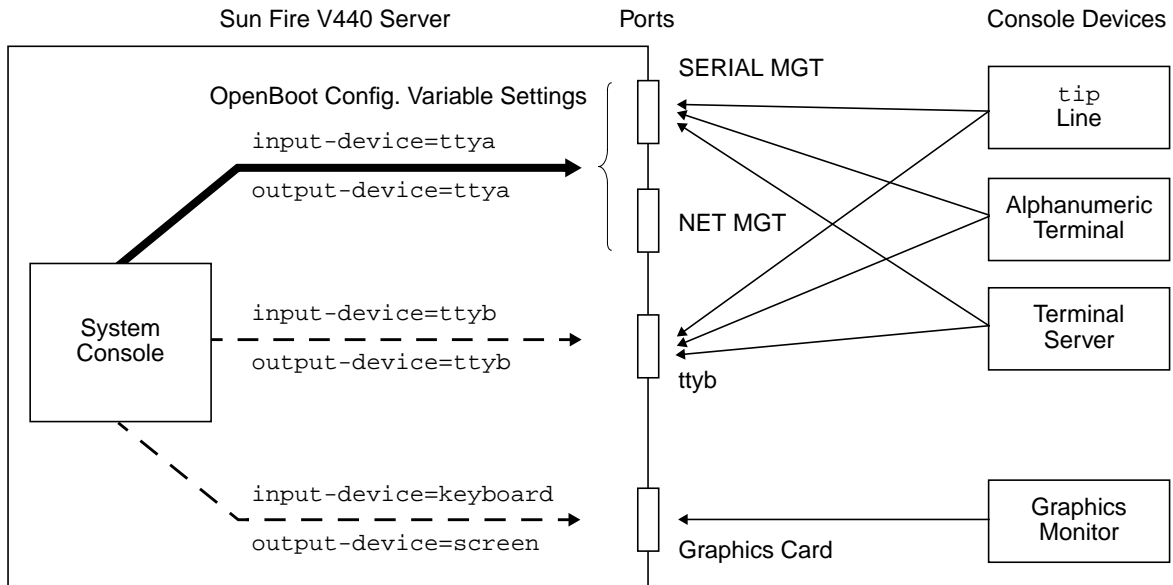 Sun Fire V440 Server
Ports
Console Devices
SERIAL MGT
OpenBoot Config. Variable Settings
input-device=ttya
output-device=ttya
NET MGT
tip
Line
Alphanumeric
Terminal
System
Console
input-device=ttyb
output-device=ttyb
ttyb
Terminal
Server
input-device=keyboard
output-device=screen
Graphics Card
Graphics
Monitor